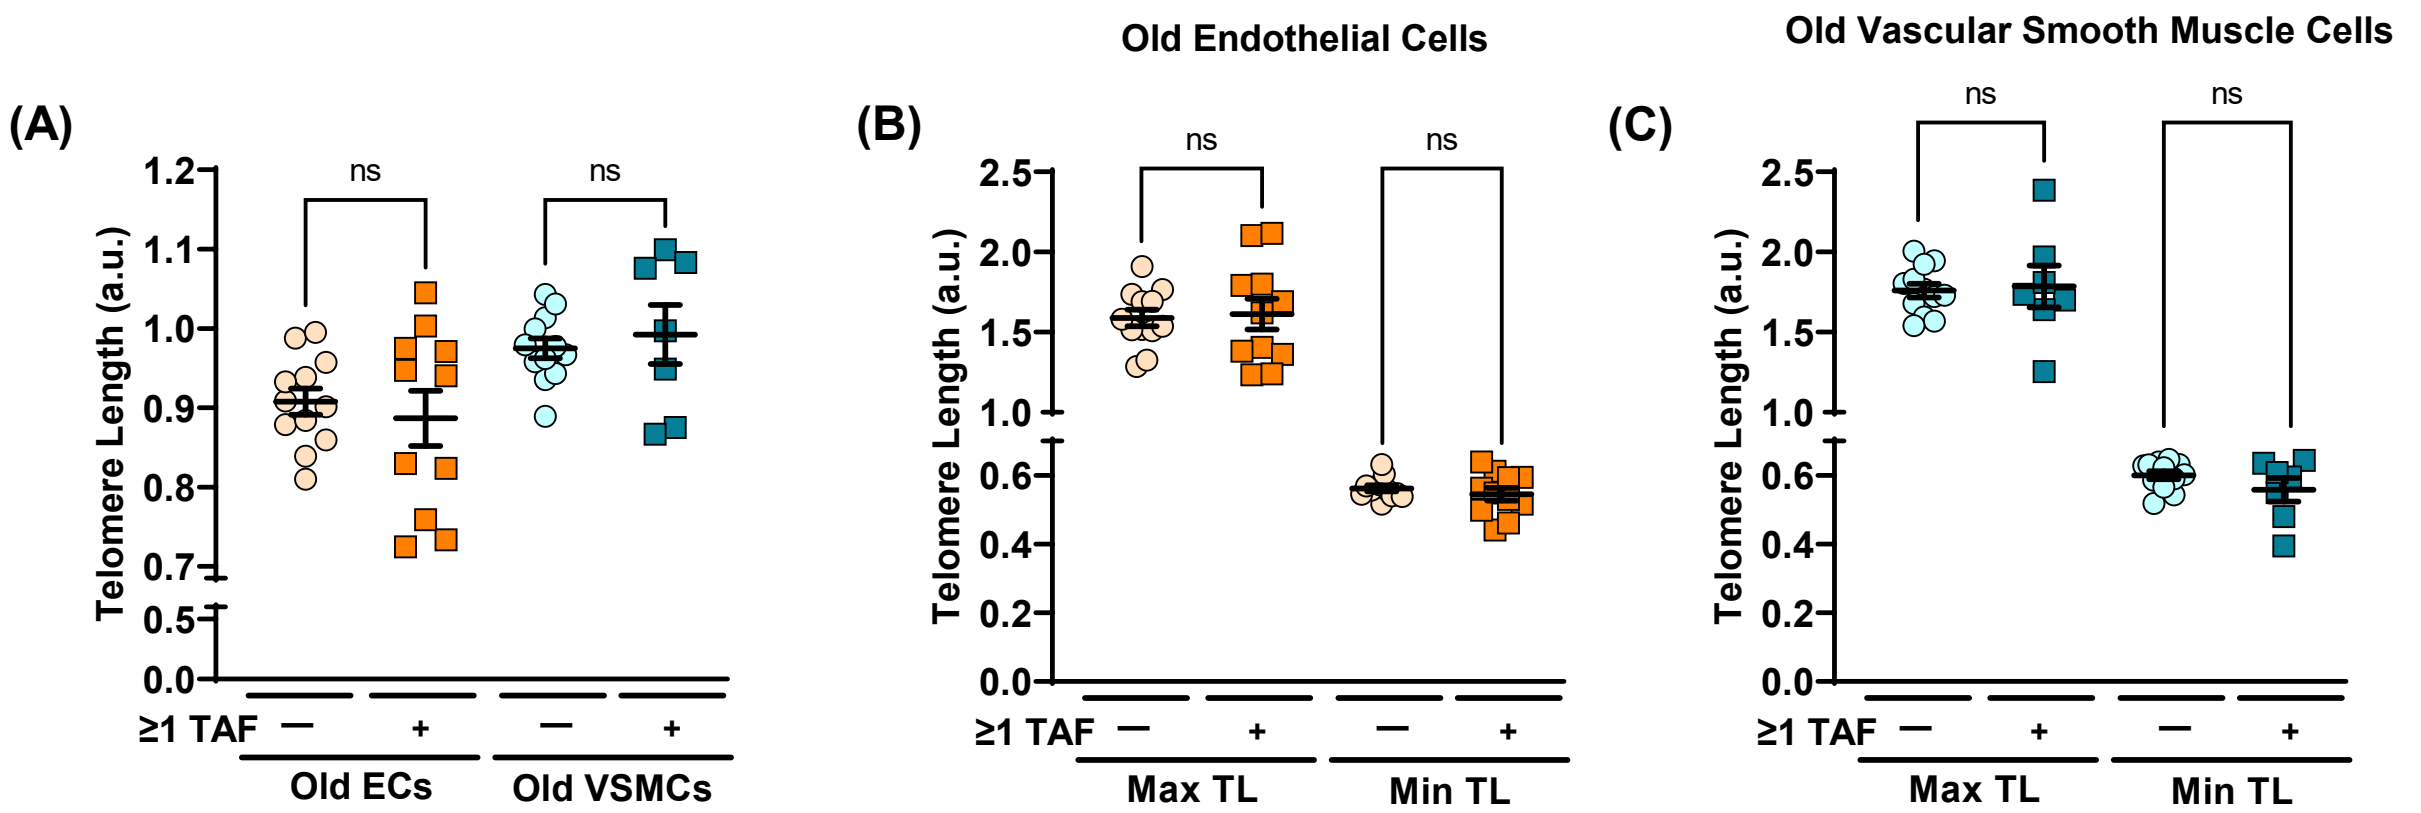 Old Endothelial Cells
Old Vascular Smooth Muscle Cells
(A)
Telomere Length (a.u.)
1.2
1.1
1.0
0.9
0.8
0.7
0.5
0.0
ns
ns
≥1 TAF — + — +
Old ECs
Old VSMCs
(B)
Telomere Length (a.u.)
2.5
2.0
1.5
1.0
0.6
0.4
0.2
0.0
ns
ns
≥1 TAF — + — +
Max TL
Min TL
(C)
Telomere Length (a.u.)
2.5
2.0
1.5
1.0
0.6
0.4
0.2
0.0
ns
ns
≥1 TAF — + — +
Max TL
Min TL